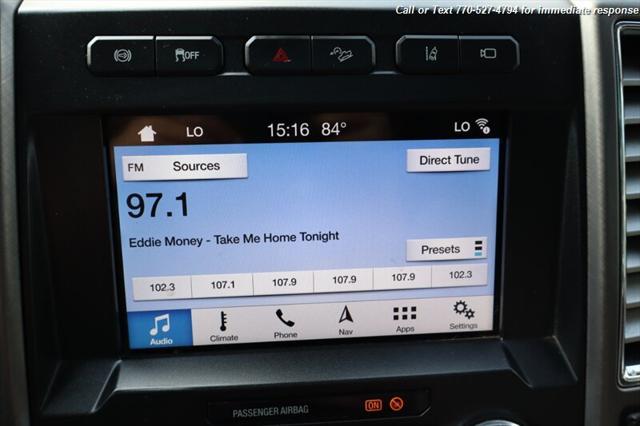 Call or Text 770-527-4794 for immediate response
OFF
LO 15:16 84° LO
FM Sources Direct Tune
97.1
Eddie Money - Take Me Home Tonight
Presets
102.3 107.1 107.9 107.9 107.9 102.3
Audio Climate Phone Nav Apps Settings
PASSENGER AIRBAG ON